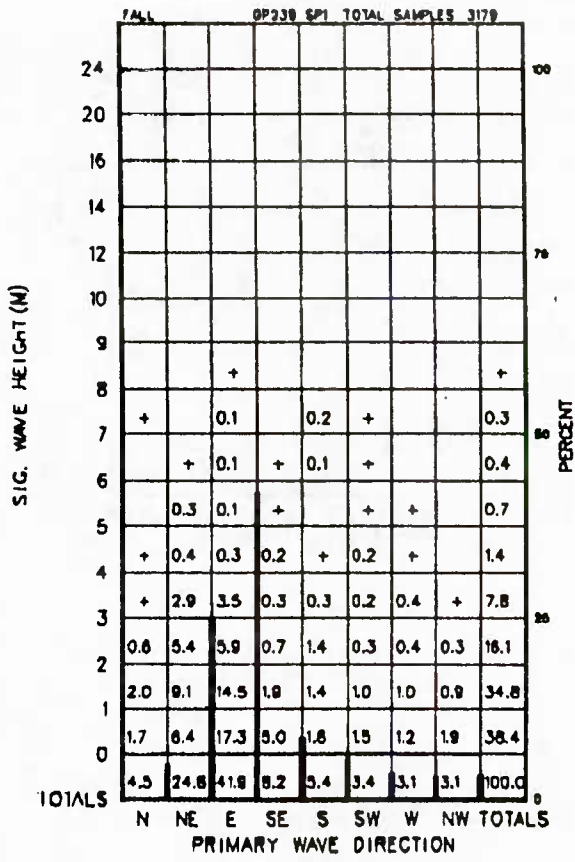 FALL GP239 SP1 TOTAL SAMPLES 3179
24 100
20
16
14
12 75
10
9
+ +
8
+ 0.1 0.2 + 0.3
7 50
+ 0.1 + 0.1 + 0.4
6
0.3 0.1 + + + 0.7
5
+ 0.4 0.3 0.2 + 0.2 + 1.4
4
+ 2.9 3.5 0.3 0.3 0.2 0.4 + 7.8
3 25
0.6 5.4 5.9 0.7 1.4 0.3 0.4 0.3 16.1
2
2.0 9.1 14.5 1.9 1.4 1.0 1.0 0.9 34.8
1
1.7 6.4 17.3 5.0 1.8 1.5 1.2 1.9 38.4
0
TOTALS 4.5 24.6 41.9 8.2 5.4 3.4 3.1 3.1 100.0 0
N NE E SE S SW W NW TOTALS
PRIMARY WAVE DIRECTION
SIG. WAVE HEIGHT (M)
PERCENT